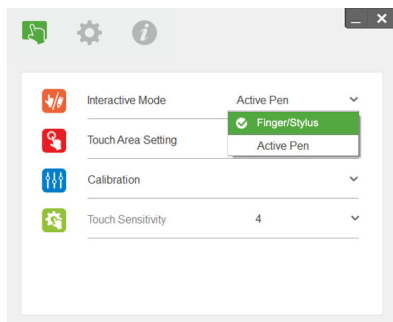 Interactive Mode Active Pen
Finger/Stylus
Touch Area Setting
Active Pen
Calibration
Touch Sensitivity 4